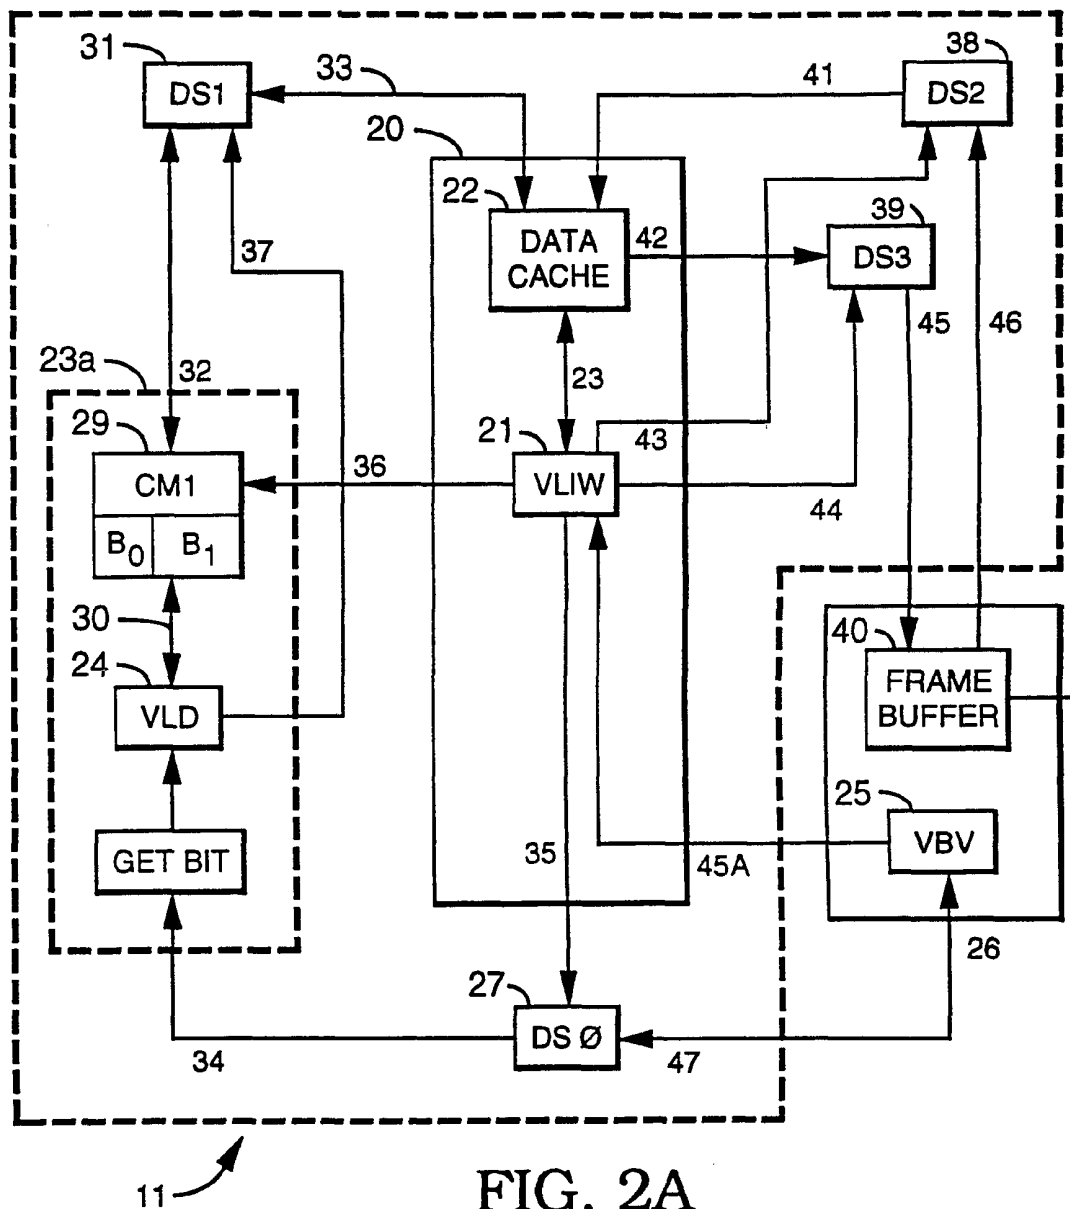 31
DS1
33
41
38
DS2
20
22
DATA
CACHE
42
39
DS3
37
45
46
23a
32
23
29
CM1
B0
B1
36
21
VLIW
43
44
30
24
VLD
40
FRAME
BUFFER
25
VBV
GET BIT
35
45A
26
27
DS Ø
34
47
11
FIG. 2A